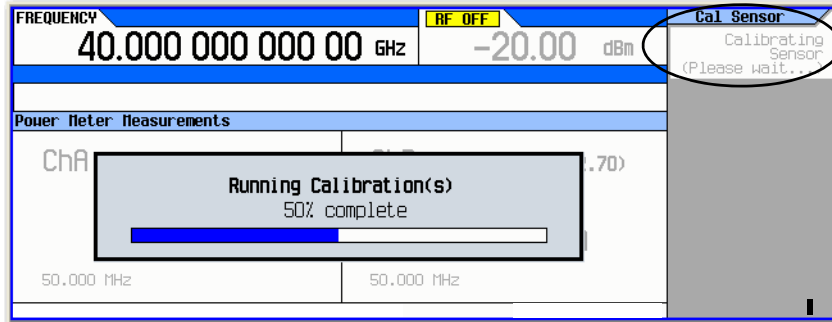 FREQUENCY
RF OFF
Cal Sensor
40.000 000 000 00 GHz
-20.00 dBm
Calibrating
Sensor
(Please wait...)
Power Meter Measurements
ChA
.70)
Running Calibration(s)
50% complete
50.000 MHz
50.000 MHz